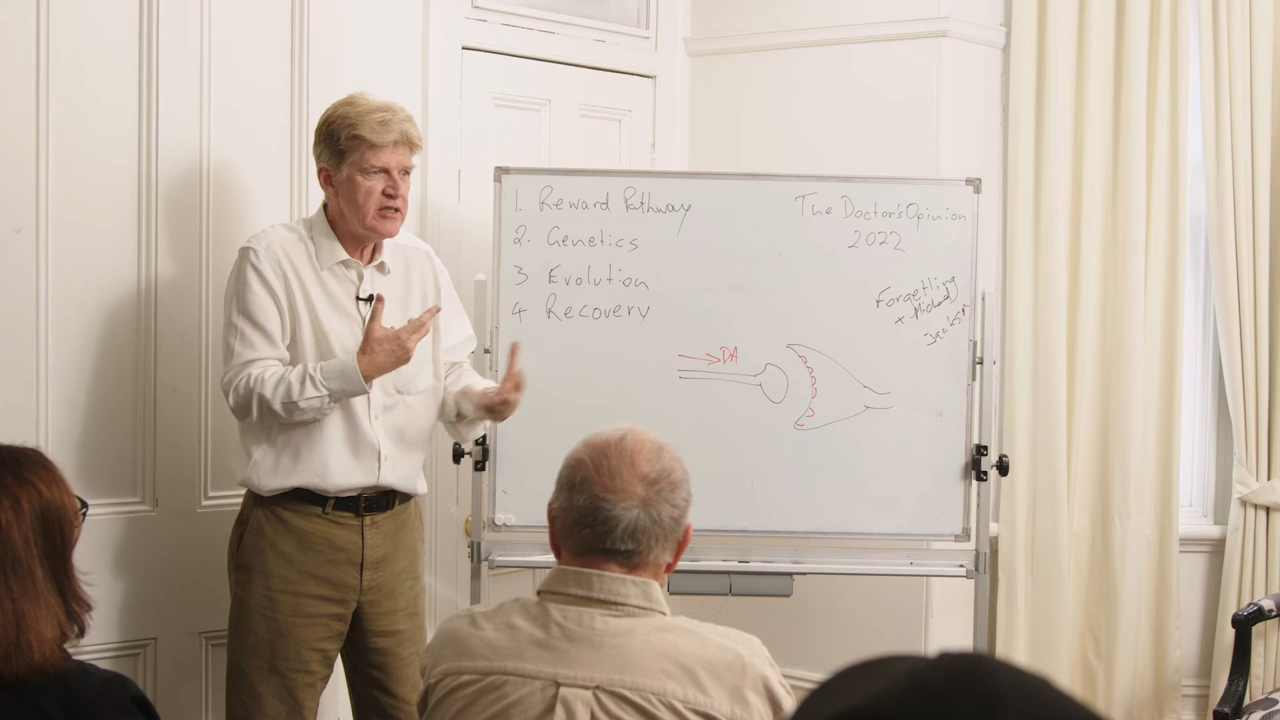 1. Reward Pathway
2. Genetics
3 Evolution
4 Recovery
The Doctor's Opinion
2022
Forgetting
+ Michael
Jackson
DA